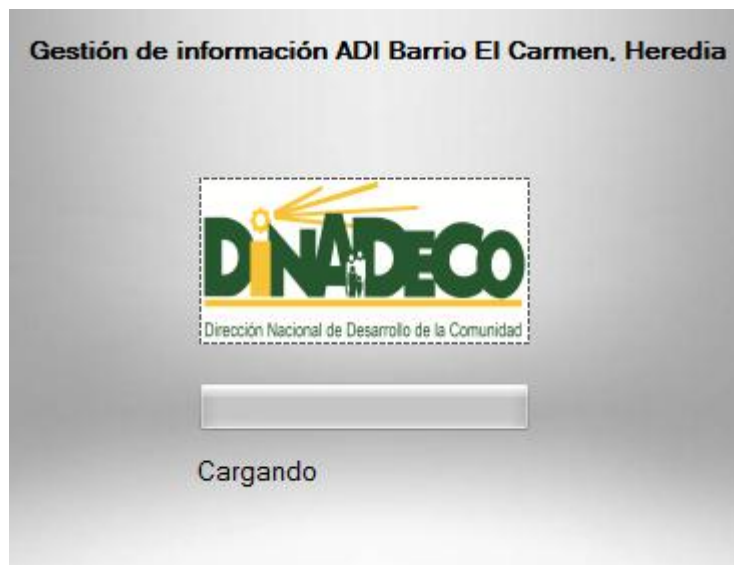 Gestión de información ADI Barrio El Carmen, Heredia
DINADECO
Dirección Nacional de Desarrollo de la Comunidad
Cargando